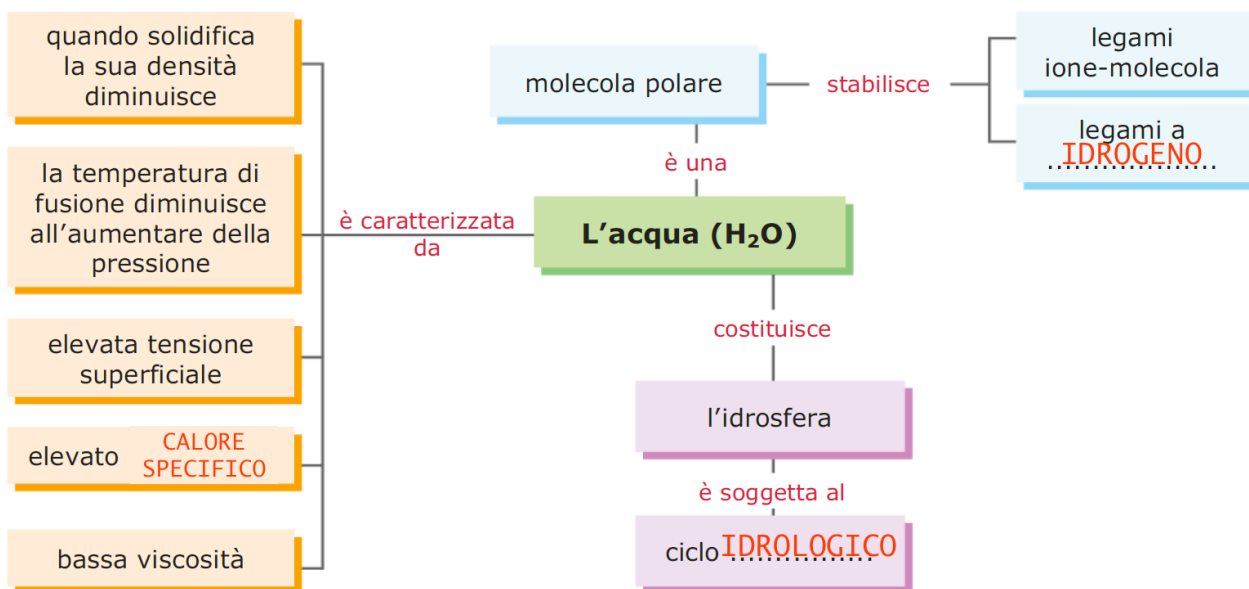 quando solidifica
la sua densità
diminuisce
la temperatura di
fusione diminuisce
all'aumentare della
pressione
elevata tensione
superficiale
elevato CALORE
SPECIFICO
bassa viscosità
è caratterizzata
da
molecola polare
stabilisce
legami
ione-molecola
legami a
IDROGENO
è una
L'acqua (H₂O)
costituisce
l'idrosfera
è soggetta al
ciclo IDROLOGICO